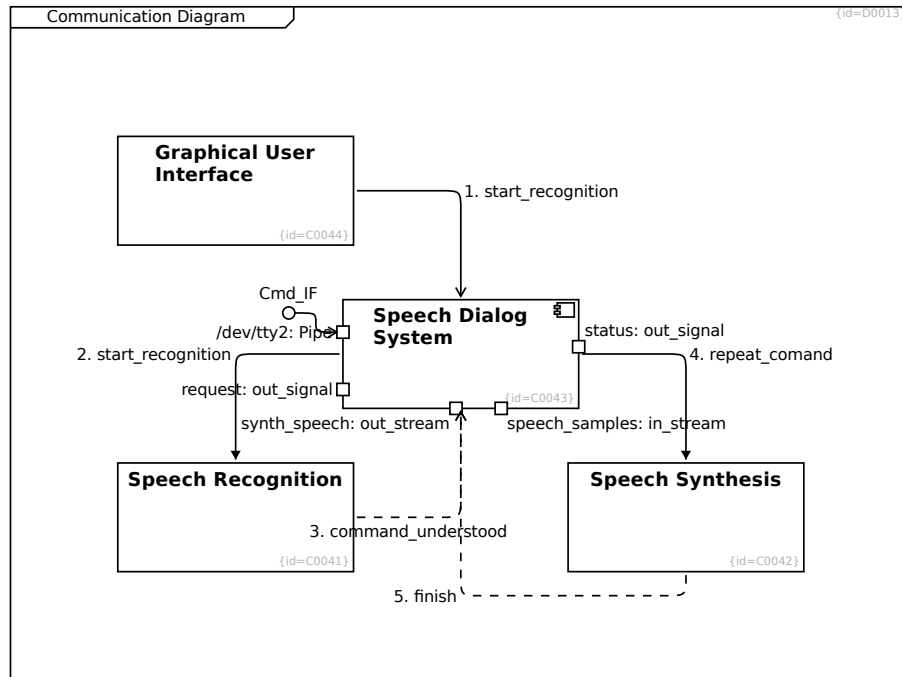 Communication Diagram
{id=D0013}
Graphical User
Interface
1. start_recognition
{id=C0044}
Cmd_IF
Speech Dialog
System
/dev/tty2: Pipe
status: out_signal
2. start_recognition
4. repeat_comand
request: out_signal
{id=C0043}
synth_speech: out_stream
speech_samples: in_stream
Speech Recognition
Speech Synthesis
3. command_understood
{id=C0041}
{id=C0042}
5. finish